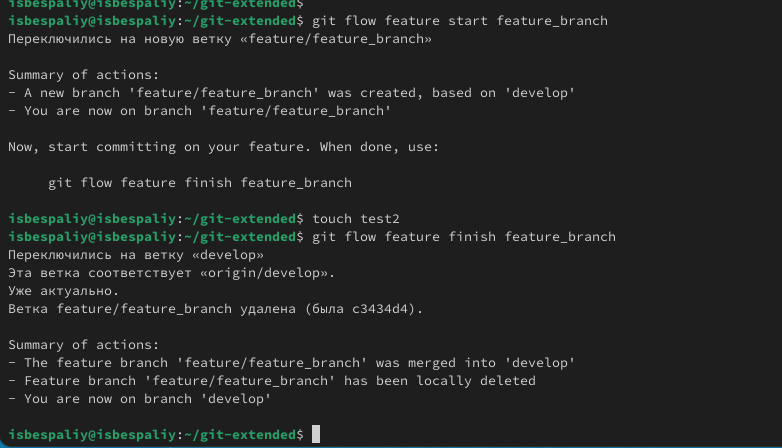 isbespaliy@isbespaliy:~/git-extended$
isbespaliy@isbespaliy:~/git-extended$ git flow feature start feature_branch
Переключились на новую ветку «feature/feature_branch»
Summary of actions:
- A new branch 'feature/feature_branch' was created, based on 'develop'
- You are now on branch 'feature/feature_branch'
Now, start committing on your feature. When done, use:
git flow feature finish feature_branch
isbespaliy@isbespaliy:~/git-extended$ touch test2
isbespaliy@isbespaliy:~/git-extended$ git flow feature finish feature_branch
Переключились на ветку «develop»
Эта ветка соответствует «origin/develop».
Уже актуально.
Ветка feature/feature_branch удалена (была c3434d4).
Summary of actions:
- The feature branch 'feature/feature_branch' was merged into 'develop'
- Feature branch 'feature/feature_branch' has been locally deleted
- You are now on branch 'develop'
isbespaliy@isbespaliy:~/git-extended$